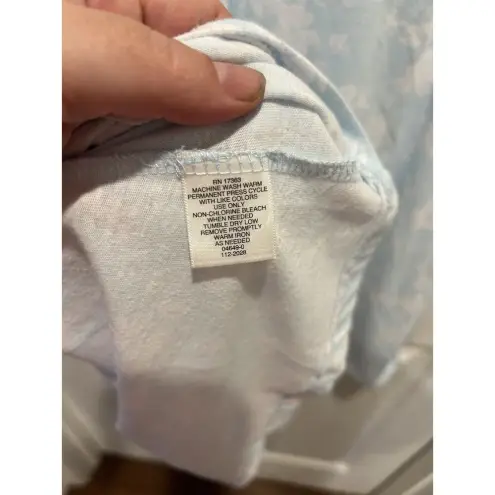 RN 17363
MACHINE WASH WARM
PERMANENT PRESS CYCLE
WITH LIKE COLORS
USE ONLY
NON-CHLORINE BLEACH
WHEN NEEDED
TUMBLE DRY LOW
REMOVE PROMPTLY
WARM IRON
AS NEEDED
04649-0
112-2026